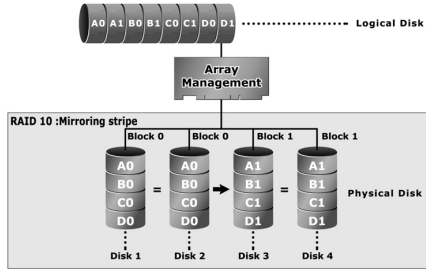 A0 A1 B0 B1 C0 C1 D0 D1
Logical Disk
Array
Management
RAID 10 :Mirroring stripe
Block 0 Block 0 Block 1 Block 1
A0 A0 A1 A1
B0 B0 B1 B1
C0 = C0 C1 = C1
D0 D0 D1 D1
Physical Disk
Disk 1 Disk 2 Disk 3 Disk 4